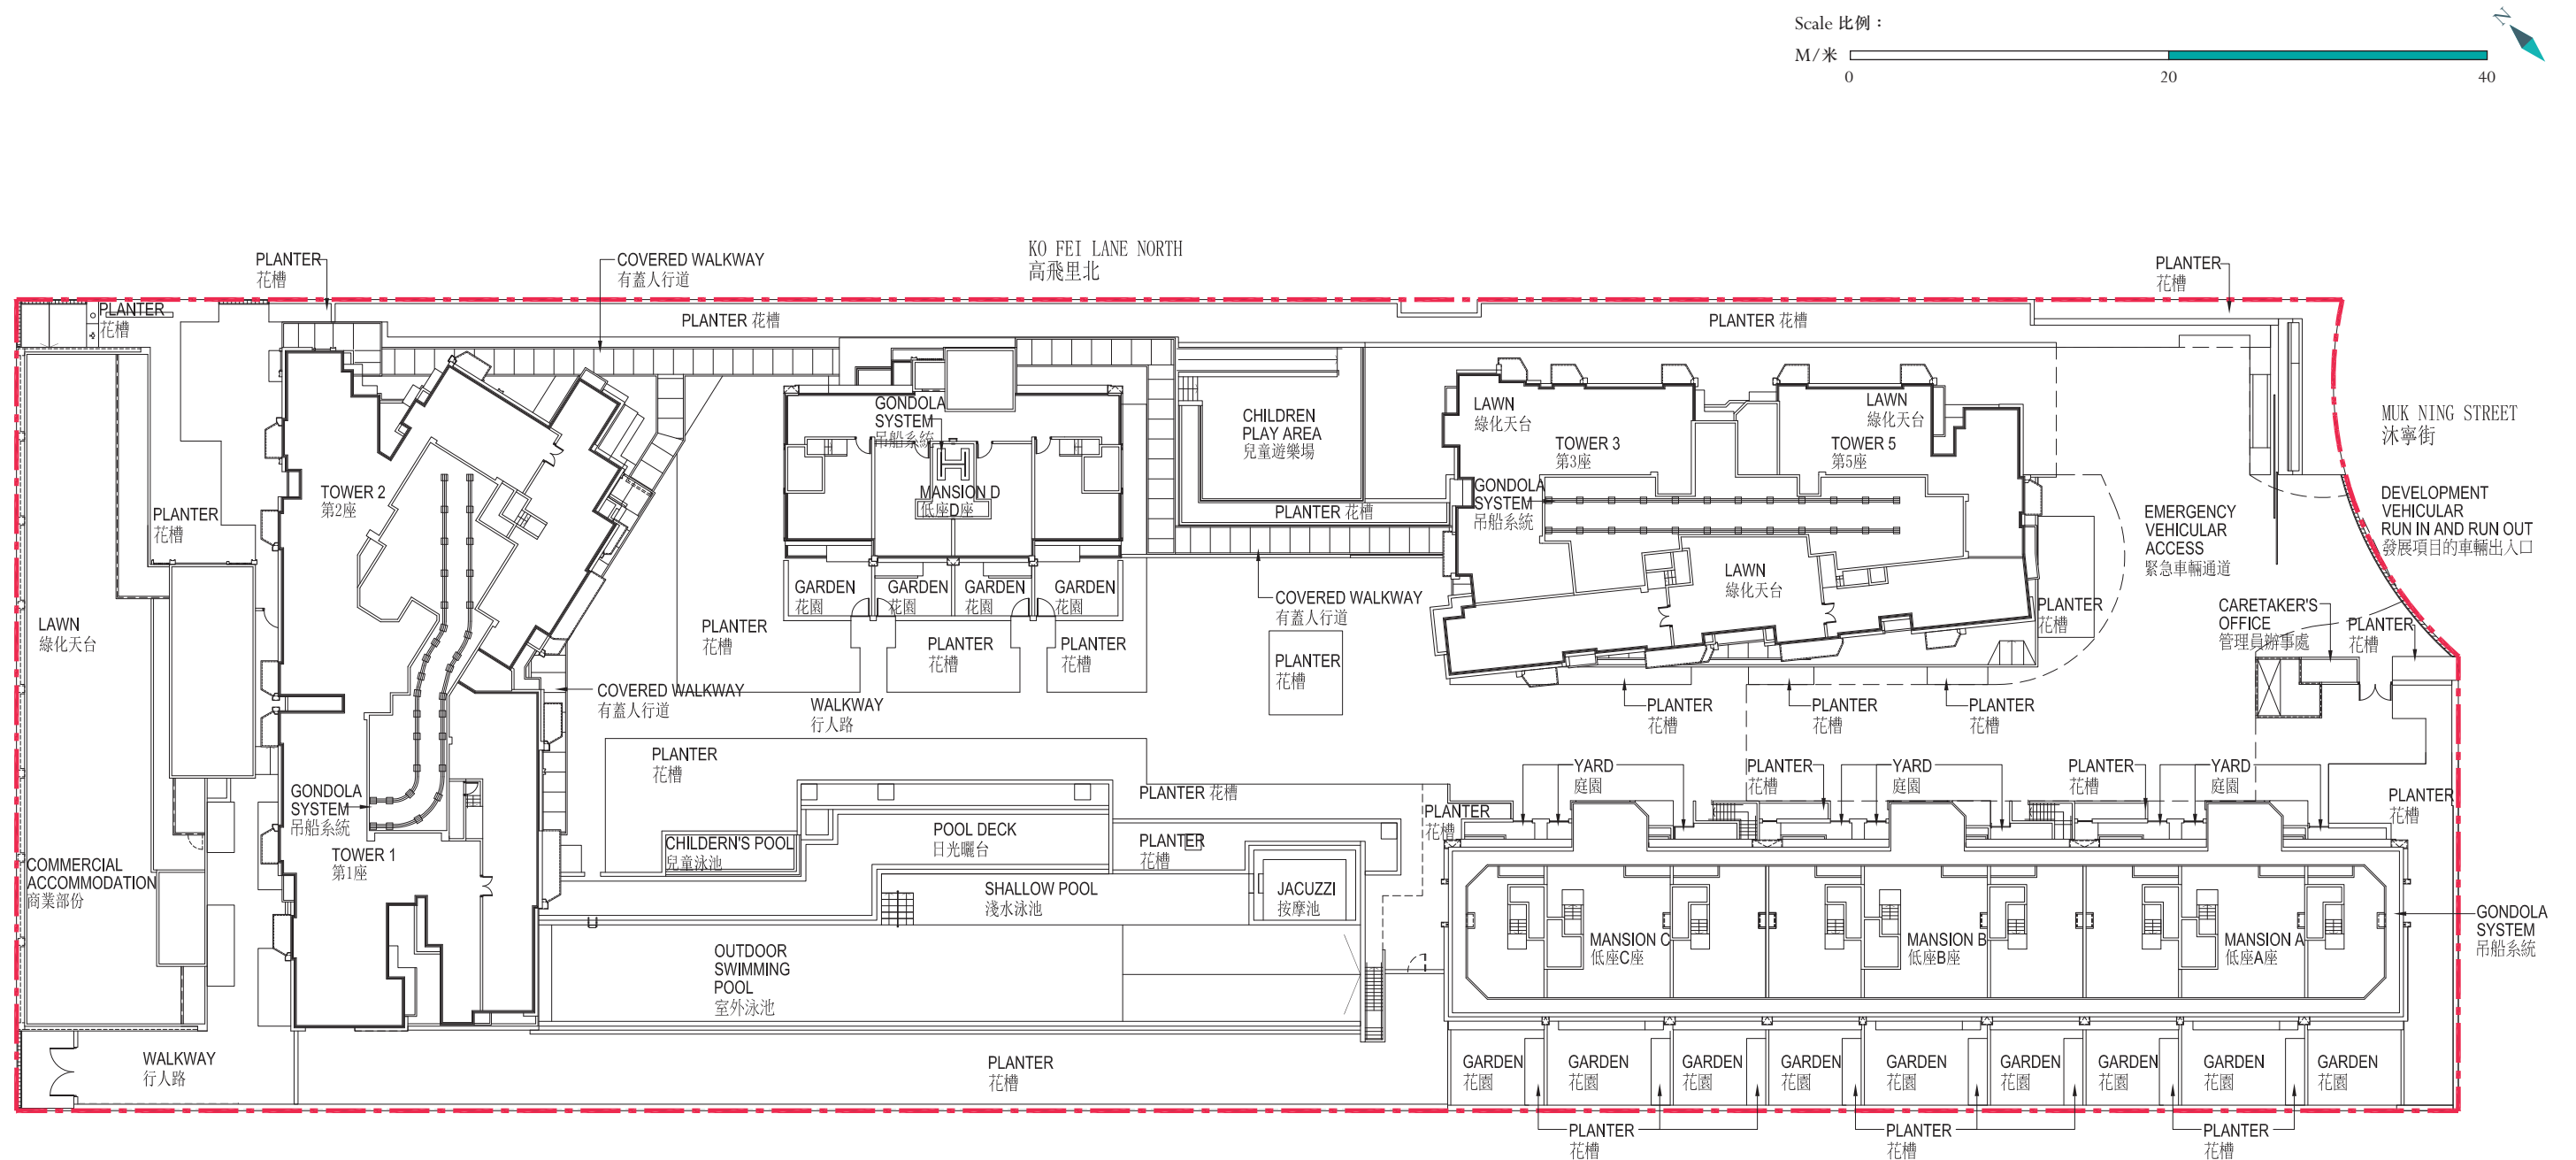 Scale 比例：
N
M/米
0
20
40
KO FEI LANE NORTH
高飛里北
PLANTER
花槽
COVERED WALKWAY
有蓋人行道
PLANTER
花槽
PLANTER
花槽
PLANTER 花槽
PLANTER 花槽
MUK NING STREET
沐寧街
GONDOLA
SYSTEM
吊船系統
CHILDREN
PLAY AREA
兒童遊樂場
LAWN
綠化天台
LAWN
綠化天台
TOWER 3
第3座
TOWER 5
第5座
TOWER 2
第2座
MANSION D
低座D座
GONDOLA
SYSTEM
吊船系統
PLANTER
花槽
PLANTER 花槽
EMERGENCY
VEHICULAR
ACCESS
緊急車輛通道
DEVELOPMENT
VEHICULAR
RUN IN AND RUN OUT
發展項目的車輛出入口
LAWN
綠化天台
GARDEN
花園
GARDEN
花園
GARDEN
花園
GARDEN
花園
LAWN
綠化天台
COVERED WALKWAY
有蓋人行道
PLANTER
花槽
CARETAKER'S
OFFICE
管理員辦事處
PLANTER
花槽
PLANTER
花槽
PLANTER
花槽
PLANTER
花槽
PLANTER
花槽
COVERED WALKWAY
有蓋人行道
WALKWAY
行人路
PLANTER
花槽
PLANTER
花槽
PLANTER
花槽
PLANTER
花槽
YARD
庭園
PLANTER
花槽
YARD
庭園
PLANTER
花槽
YARD
庭園
PLANTER
花槽
GONDOLA
SYSTEM
吊船系統
PLANTER 花槽
PLANTER
花槽
PLANTER
花槽
CHILDERN'S POOL
兒童泳池
POOL DECK
日光曬台
TOWER 1
第1座
COMMERCIAL
ACCOMMODATION
商業部份
SHALLOW POOL
淺水泳池
JACUZZI
按摩池
GONDOLA
SYSTEM
吊船系統
OUTDOOR
SWIMMING
POOL
室外泳池
MANSION C
低座C座
MANSION B
低座B座
MANSION A
低座A座
WALKWAY
行人路
PLANTER
花槽
GARDEN
花園
GARDEN
花園
GARDEN
花園
GARDEN
花園
GARDEN
花園
GARDEN
花園
GARDEN
花園
GARDEN
花園
GARDEN
花園
PLANTER
花槽
PLANTER
花槽
PLANTER
花槽